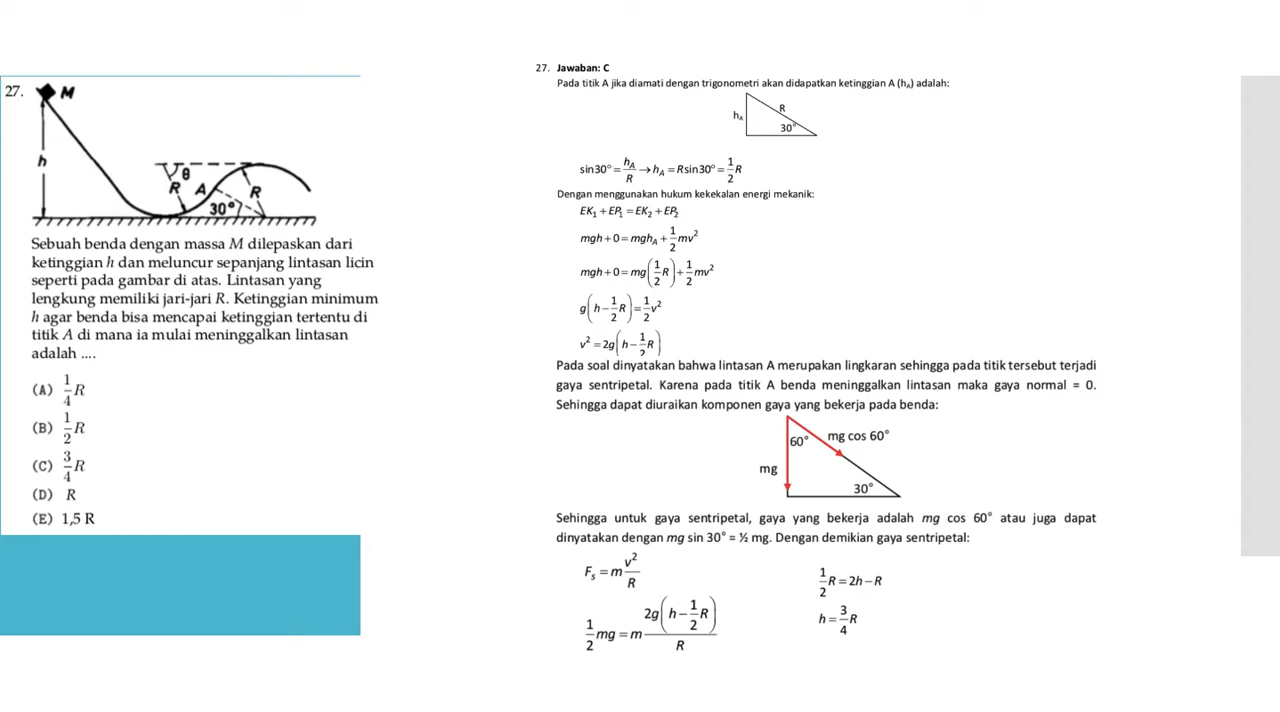 27.
M
h
θ
R
A
R
30°
Sebuah benda dengan massa M dilepaskan dari
ketinggian h dan meluncur sepanjang lintasan licin
seperti pada gambar di atas. Lintasan yang
lengkung memiliki jari-jari R. Ketinggian minimum
h agar benda bisa mencapai ketinggian tertentu di
titik A di mana ia mulai meninggalkan lintasan
adalah ....
(A) 1/4 R
(B) 1/2 R
(C) 3/4 R
(D) R
(E) 1,5 R
27. Jawaban: C
Pada titik A jika diamati dengan trigonometri akan didapatkan ketinggian A (hA) adalah:
hA
R
30°
sin30° = hA/R → hA = Rsin30° = 1/2 R
Dengan menggunakan hukum kekekalan energi mekanik:
EK₁ + EP₁ = EK₂ + EP₂
mgh + 0 = mghA + 1/2 mv²
mgh + 0 = mg(1/2 R) + 1/2 mv²
g(h − 1/2 R) = 1/2 v²
v² = 2g(h − 1/2 R)
Pada soal dinyatakan bahwa lintasan A merupakan lingkaran sehingga pada titik tersebut terjadi
gaya sentripetal. Karena pada titik A benda meninggalkan lintasan maka gaya normal = 0.
Sehingga dapat diuraikan komponen gaya yang bekerja pada benda:
60°
mg cos 60°
mg
30°
Sehingga untuk gaya sentripetal, gaya yang bekerja adalah mg cos 60° atau juga dapat
dinyatakan dengan mg sin 30° = ½ mg. Dengan demikian gaya sentripetal:
Fs = m v²/R
1/2 mg = m 2g(h − 1/2 R)/R
1/2 R = 2h − R
h = 3/4 R